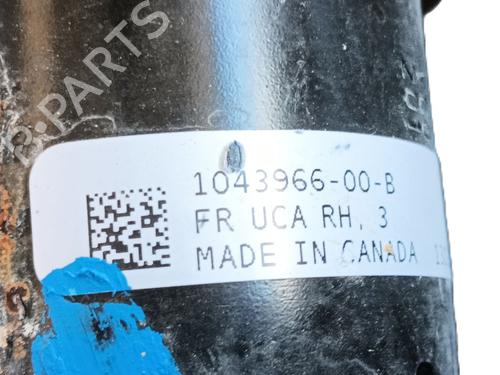 B-PARTS
1043966-00-B
FR UCA RH, 3
MADE IN CANADA